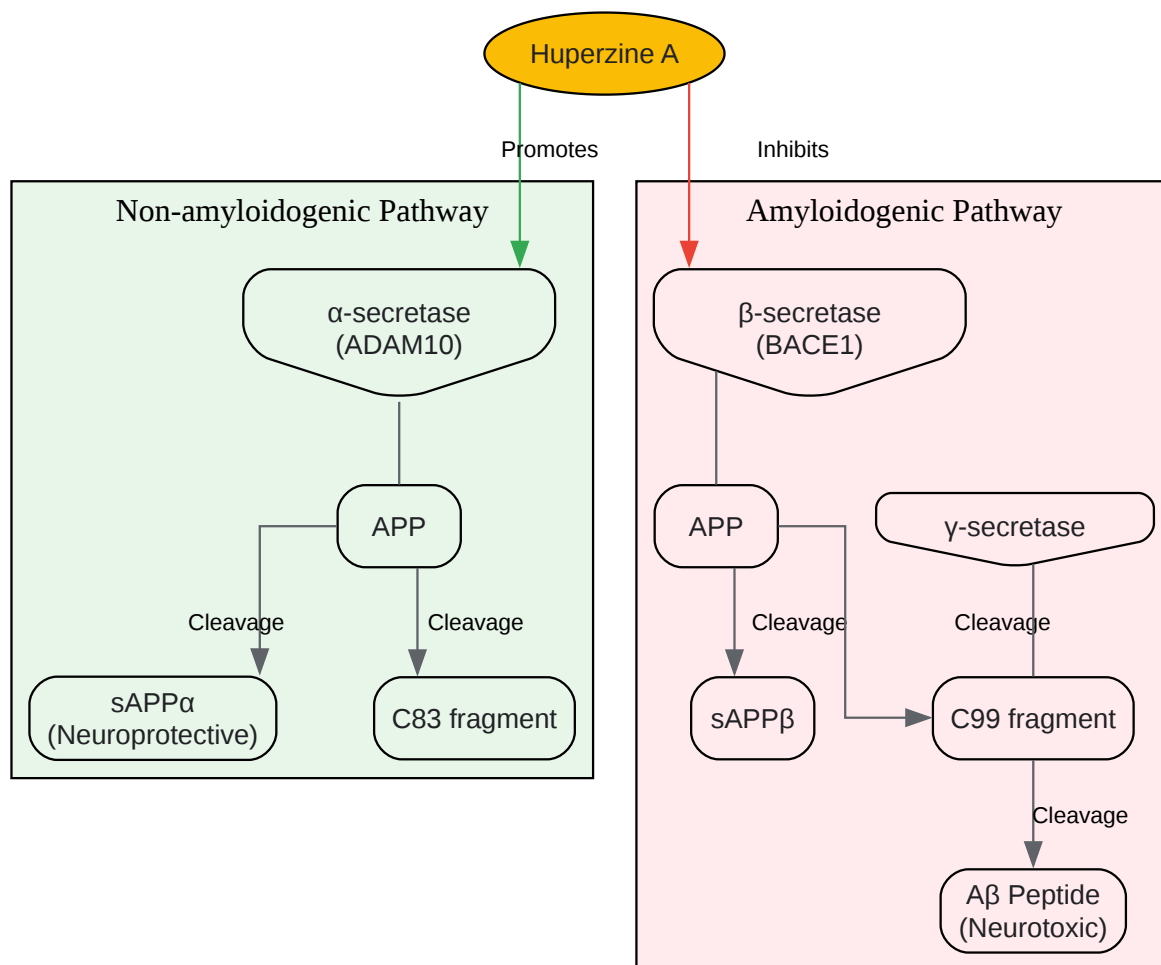 Huperzine A
Promotes
Inhibits
Non-amyloidogenic Pathway
Amyloidogenic Pathway
α-secretase
(ADAM10)
β-secretase
(BACE1)
APP
APP
γ-secretase
Cleavage
Cleavage
Cleavage
Cleavage
sAPPα
(Neuroprotective)
C83 fragment
sAPPβ
C99 fragment
Cleavage
Aβ Peptide
(Neurotoxic)